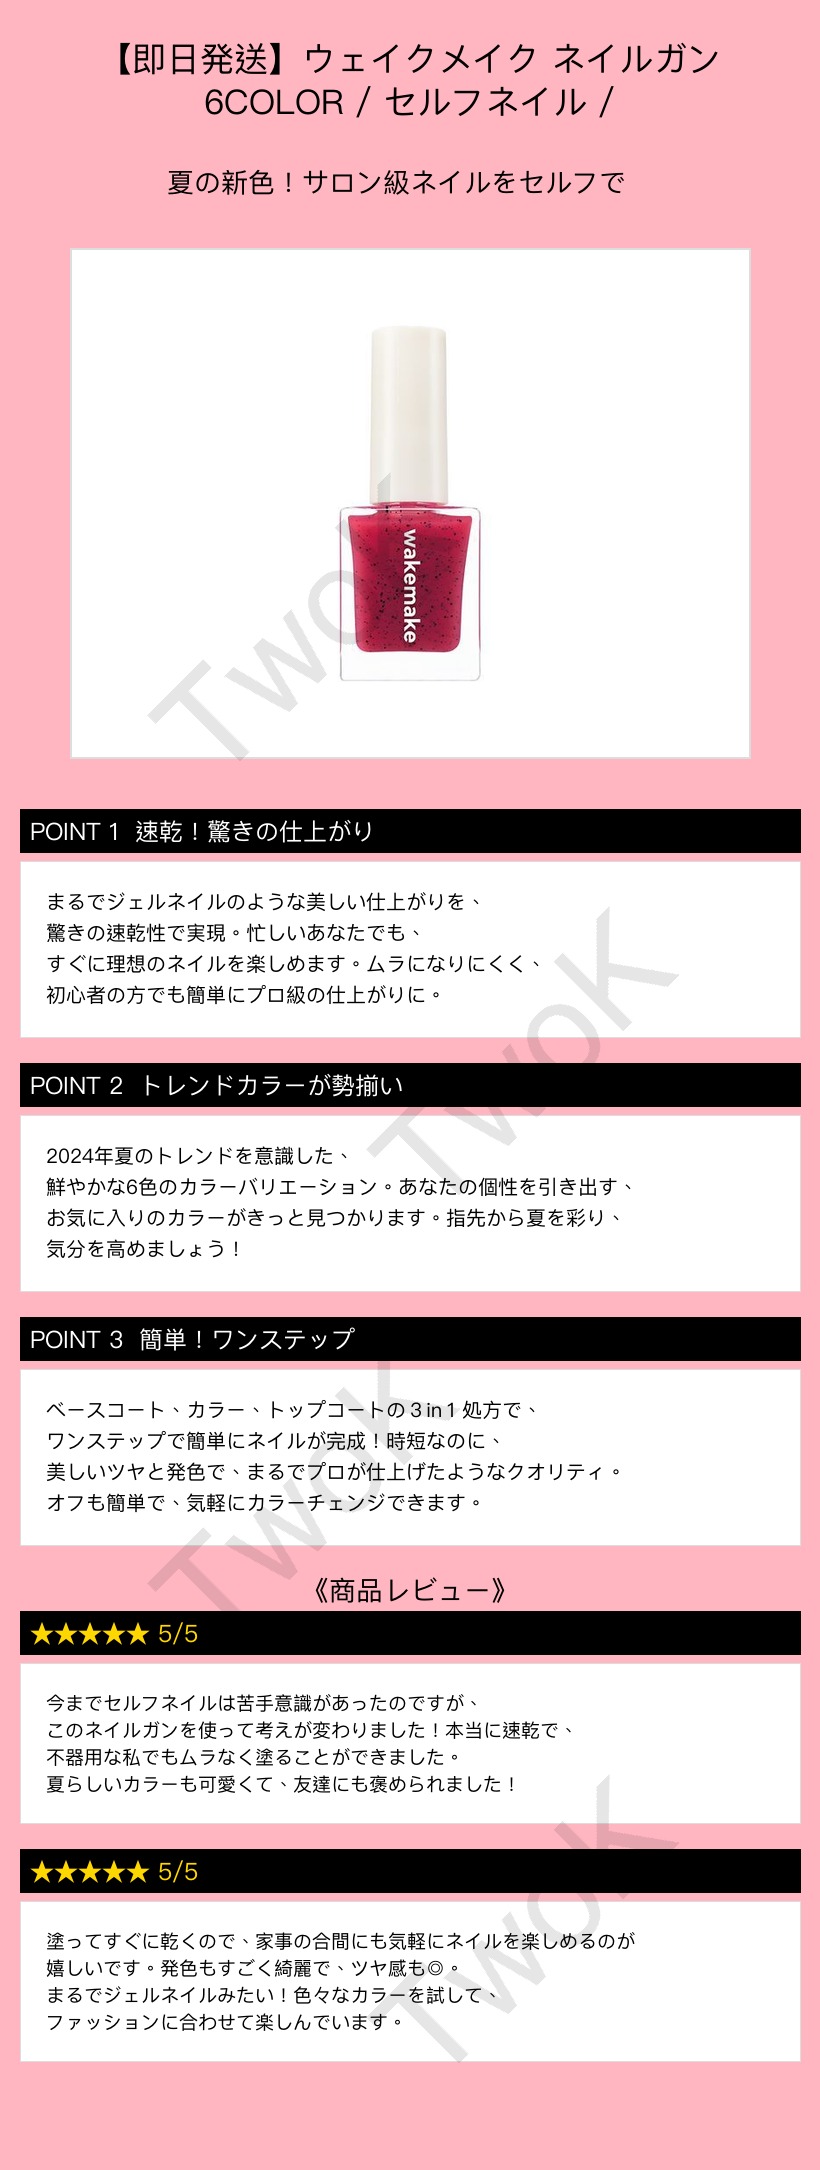 【即日発送】ウェイクメイク ネイルガン
6COLOR / セルフネイル /
夏の新色！サロン級ネイルをセルフで
wakemake
TwoK
POINT 1 速乾！驚きの仕上がり
まるでジェルネイルのような美しい仕上がりを、
驚きの速乾性で実現。忙しいあなたでも、
すぐに理想のネイルを楽しめます。ムラになりにくく、
初心者の方でも簡単にプロ級の仕上がりに。
TwoK
POINT 2 トレンドカラーが勢揃い
2024年夏のトレンドを意識した、
鮮やかな6色のカラーバリエーション。あなたの個性を引き出す、
お気に入りのカラーがきっと見つかります。指先から夏を彩り、
気分を高めましょう！
POINT 3 簡単！ワンステップ
ベースコート、カラー、トップコートの３in１処方で、
ワンステップで簡単にネイルが完成！時短なのに、
美しいツヤと発色で、まるでプロが仕上げたようなクオリティ。
オフも簡単で、気軽にカラーチェンジできます。
TwoK
《商品レビュー》
★★★★★ 5/5
今までセルフネイルは苦手意識があったのですが、
このネイルガンを使って考えが変わりました！本当に速乾で、
不器用な私でもムラなく塗ることができました。
夏らしいカラーも可愛くて、友達にも褒められました！
★★★★★ 5/5
塗ってすぐに乾くので、家事の合間にも気軽にネイルを楽しめるのが
嬉しいです。発色もすごく綺麗で、ツヤ感も◎。
まるでジェルネイルみたい！色々なカラーを試して、
ファッションに合わせて楽しんでいます。
TwoK